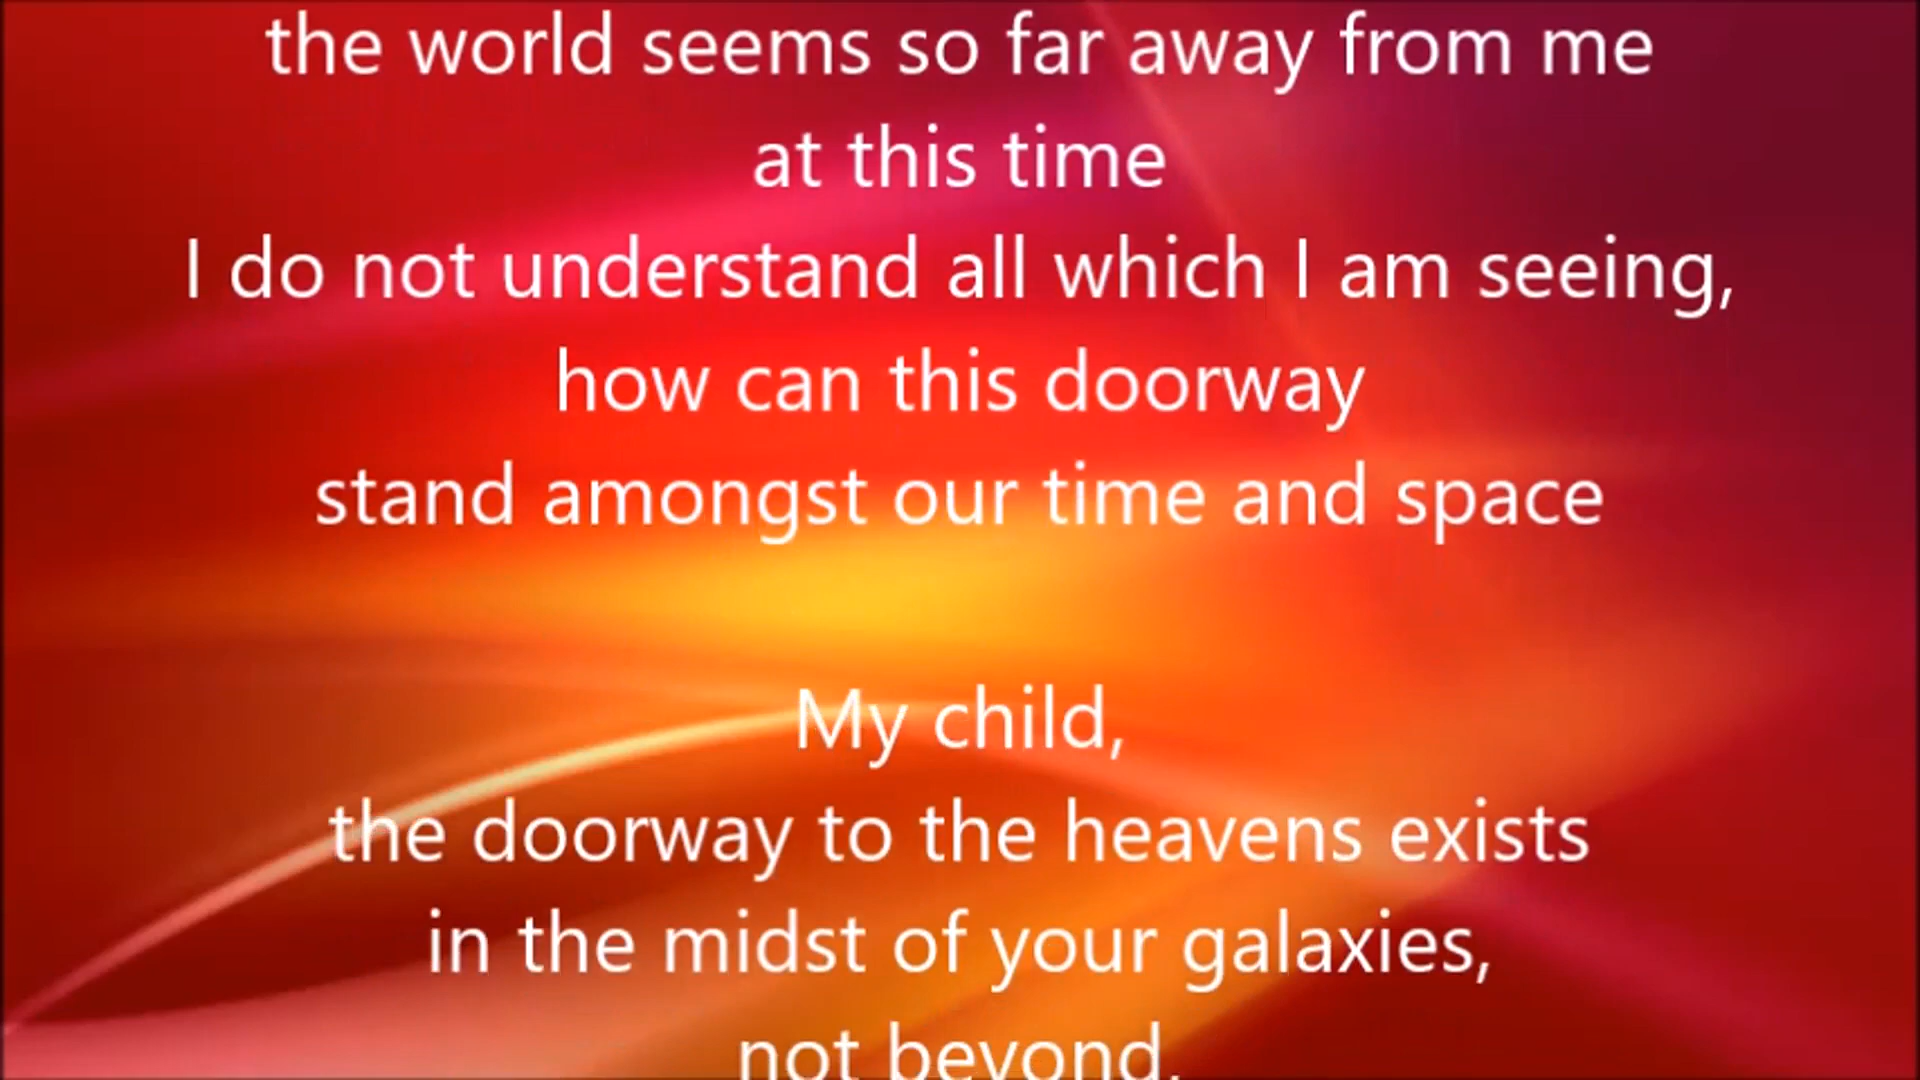 the world seems so far away from me
at this time
I do not understand all which I am seeing,
how can this doorway
stand amongst our time and space
My child,
the doorway to the heavens exists
in the midst of your galaxies,
not beyond,